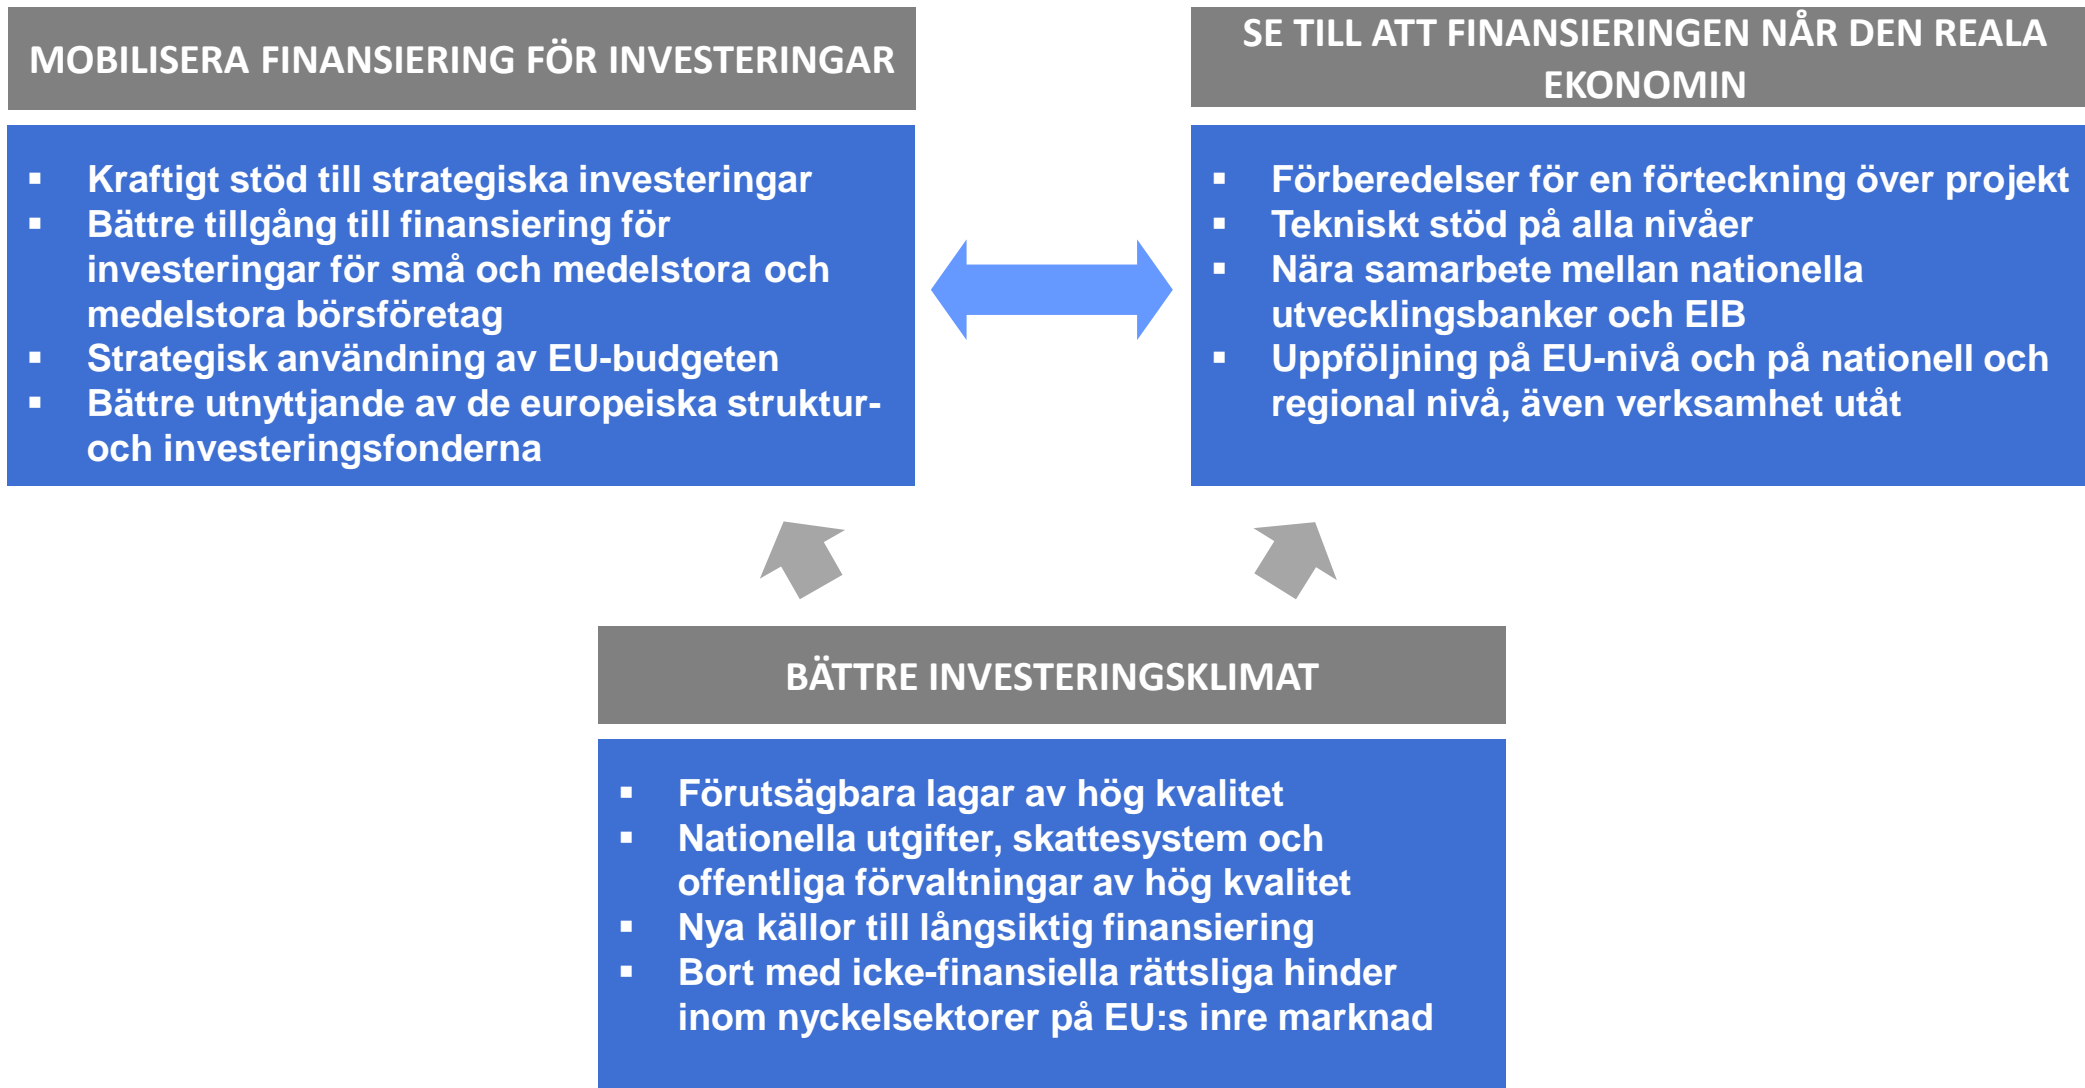 MOBILISERA FINANSIERING FÖR INVESTERINGAR
▪ Kraftigt stöd till strategiska investeringar
▪ Bättre tillgång till finansiering för
investeringar för små och medelstora och
medelstora börsföretag
▪ Strategisk användning av EU-budgeten
▪ Bättre utnyttjande av de europeiska struktur-
och investeringsfonderna
SE TILL ATT FINANSIERINGEN NÅR DEN REALA
EKONOMIN
▪ Förberedelser för en förteckning över projekt
▪ Tekniskt stöd på alla nivåer
▪ Nära samarbete mellan nationella
utvecklingsbanker och EIB
▪ Uppföljning på EU-nivå och på nationell och
regional nivå, även verksamhet utåt
BÄTTRE INVESTERINGSKLIMAT
▪ Förutsägbara lagar av hög kvalitet
▪ Nationella utgifter, skattesystem och
offentliga förvaltningar av hög kvalitet
▪ Nya källor till långsiktig finansiering
▪ Bort med icke-finansiella rättsliga hinder
inom nyckelsektorer på EU:s inre marknad